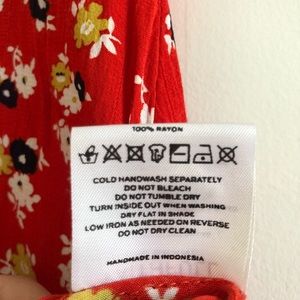 100% RAYON
COLD HANDWASH SEPARATELY
DO NOT BLEACH
DO NOT TUMBLE DRY
TURN INSIDE OUT WHEN WASHING
DRY FLAT IN SHADE
LOW IRON AS NEEDED ON REVERSE
DO NOT DRY CLEAN
HANDMADE IN INDONESIA